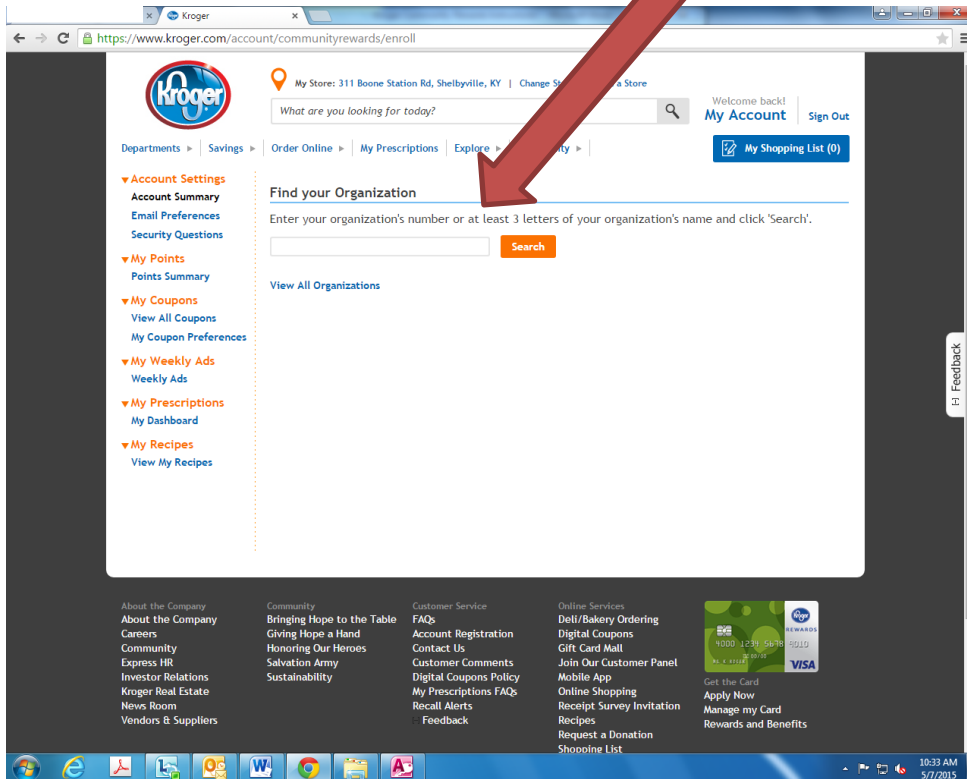 Kroger
https://www.kroger.com/account/communityrewards/enroll
Kroger
My Store: 311 Boone Station Rd, Shelbyville, KY | Change St a Store
What are you looking for today?
Welcome back!
My Account
Sign Out
Departments
Savings
Order Online
My Prescriptions
Explore
My Shopping List (0)
Account Settings
Account Summary
Email Preferences
Security Questions
My Points
Points Summary
My Coupons
View All Coupons
My Coupon Preferences
My Weekly Ads
Weekly Ads
My Prescriptions
My Dashboard
My Recipes
View My Recipes
Find your Organization
Enter your organization's number or at least 3 letters of your organization's name and click 'Search'.
Search
View All Organizations
Feedback
About the Company
About the Company
Careers
Community
Express HR
Investor Relations
Kroger Real Estate
News Room
Vendors & Suppliers
Community
Bringing Hope to the Table
Giving Hope a Hand
Honoring Our Heroes
Salvation Army
Sustainability
Customer Service
FAQs
Account Registration
Contact Us
Customer Comments
Digital Coupons Policy
My Prescriptions FAQs
Recall Alerts
Feedback
Online Services
Deli/Bakery Ordering
Digital Coupons
Gift Card Mall
Join Our Customer Panel
Mobile App
Online Shopping
Receipt Survey Invitation
Recipes
Request a Donation
Shopping List
Kroger
REWARDS
4000 1234 5678 9010
VISA
Get the Card
Apply Now
Manage my Card
Rewards and Benefits
10:33 AM
5/7/2015